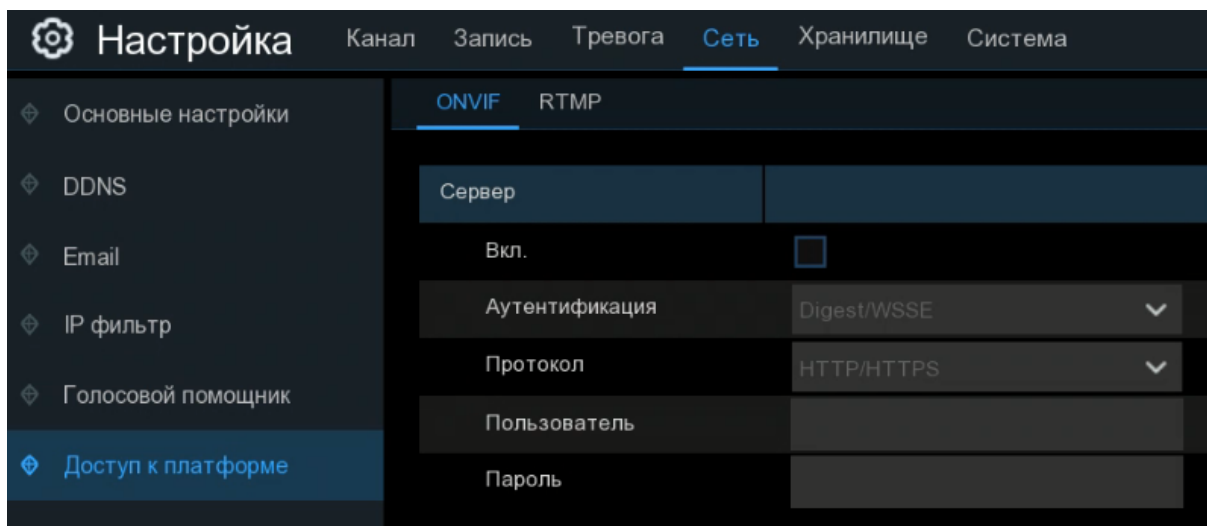 Настройка Канал Запись Тревога Сеть Хранилище Система
ONVIF RTMP
Основные настройки
DDNS
Email
IP фильтр
Голосовой помощник
Доступ к платформе
Сервер
Вкл.
Аутентификация Digest/WSSE
Протокол HTTP/HTTPS
Пользователь
Пароль